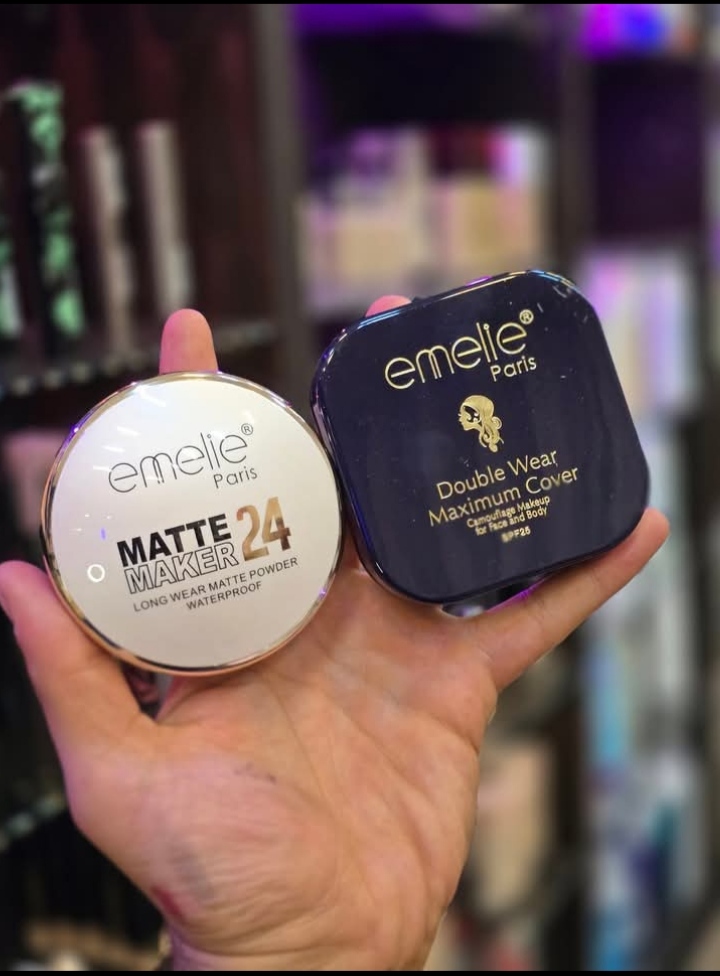 emelie®
Paris
MATTE 24
MAKER
LONG WEAR MATTE POWDER
WATERPROOF
emelie®
Paris
Double Wear
Maximum Cover
Camouflage Makeup
for Face and Body
SPF25